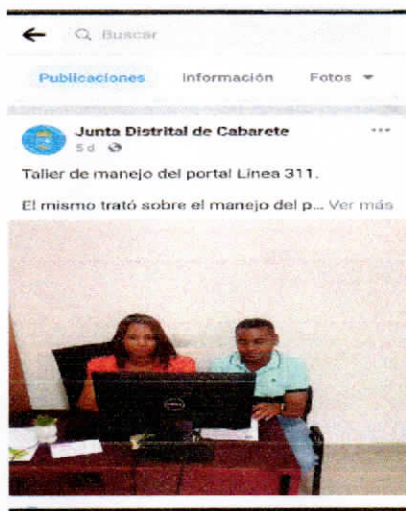 Buscar
Publicaciones Información Fotos
Junta Distrital de Cabarete
5 d
Taller de manejo del portal Línea 311.
El mismo trató sobre el manejo del p... Ver más
DELL